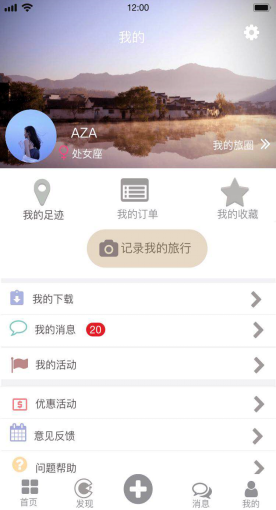 12:00
我的
AZA
处女座
我的旅圈
我的足迹 我的订单 我的收藏
记录我的旅行
我的下载
我的消息 20
我的活动
优惠活动
意见反馈
问题帮助
首页 发现 消息 我的